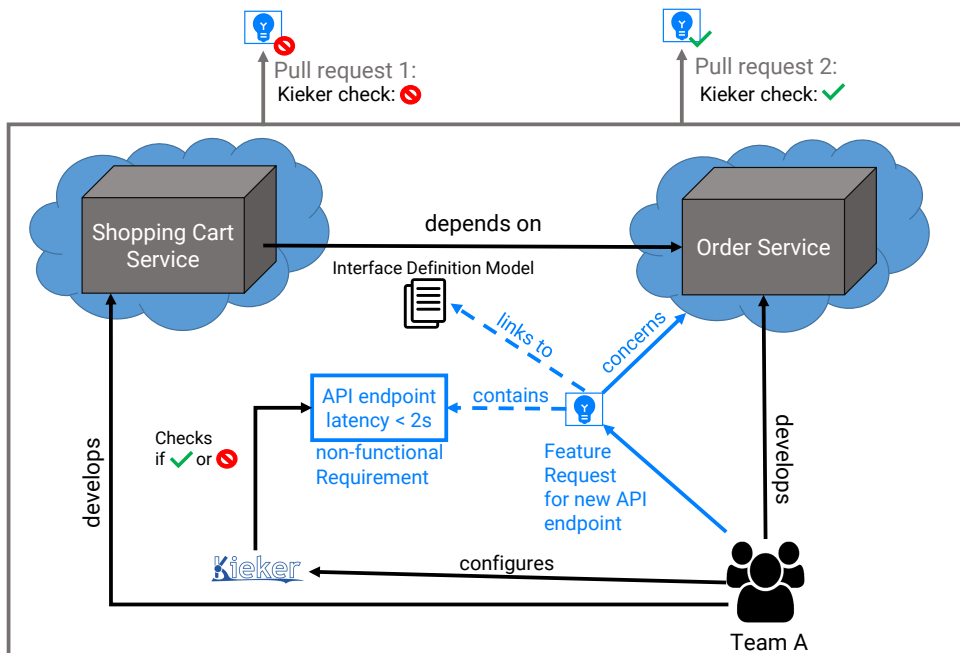 Pull request 1:
Kieker check:
Pull request 2:
Kieker check:
Shopping Cart
Service
depends on
Order Service
Interface Definition Model
links to
concerns
API endpoint
latency < 2s
contains
non-functional
Requirement
Checks
if or
Feature
Request
for new API
endpoint
develops
develops
Kieker
configures
Team A